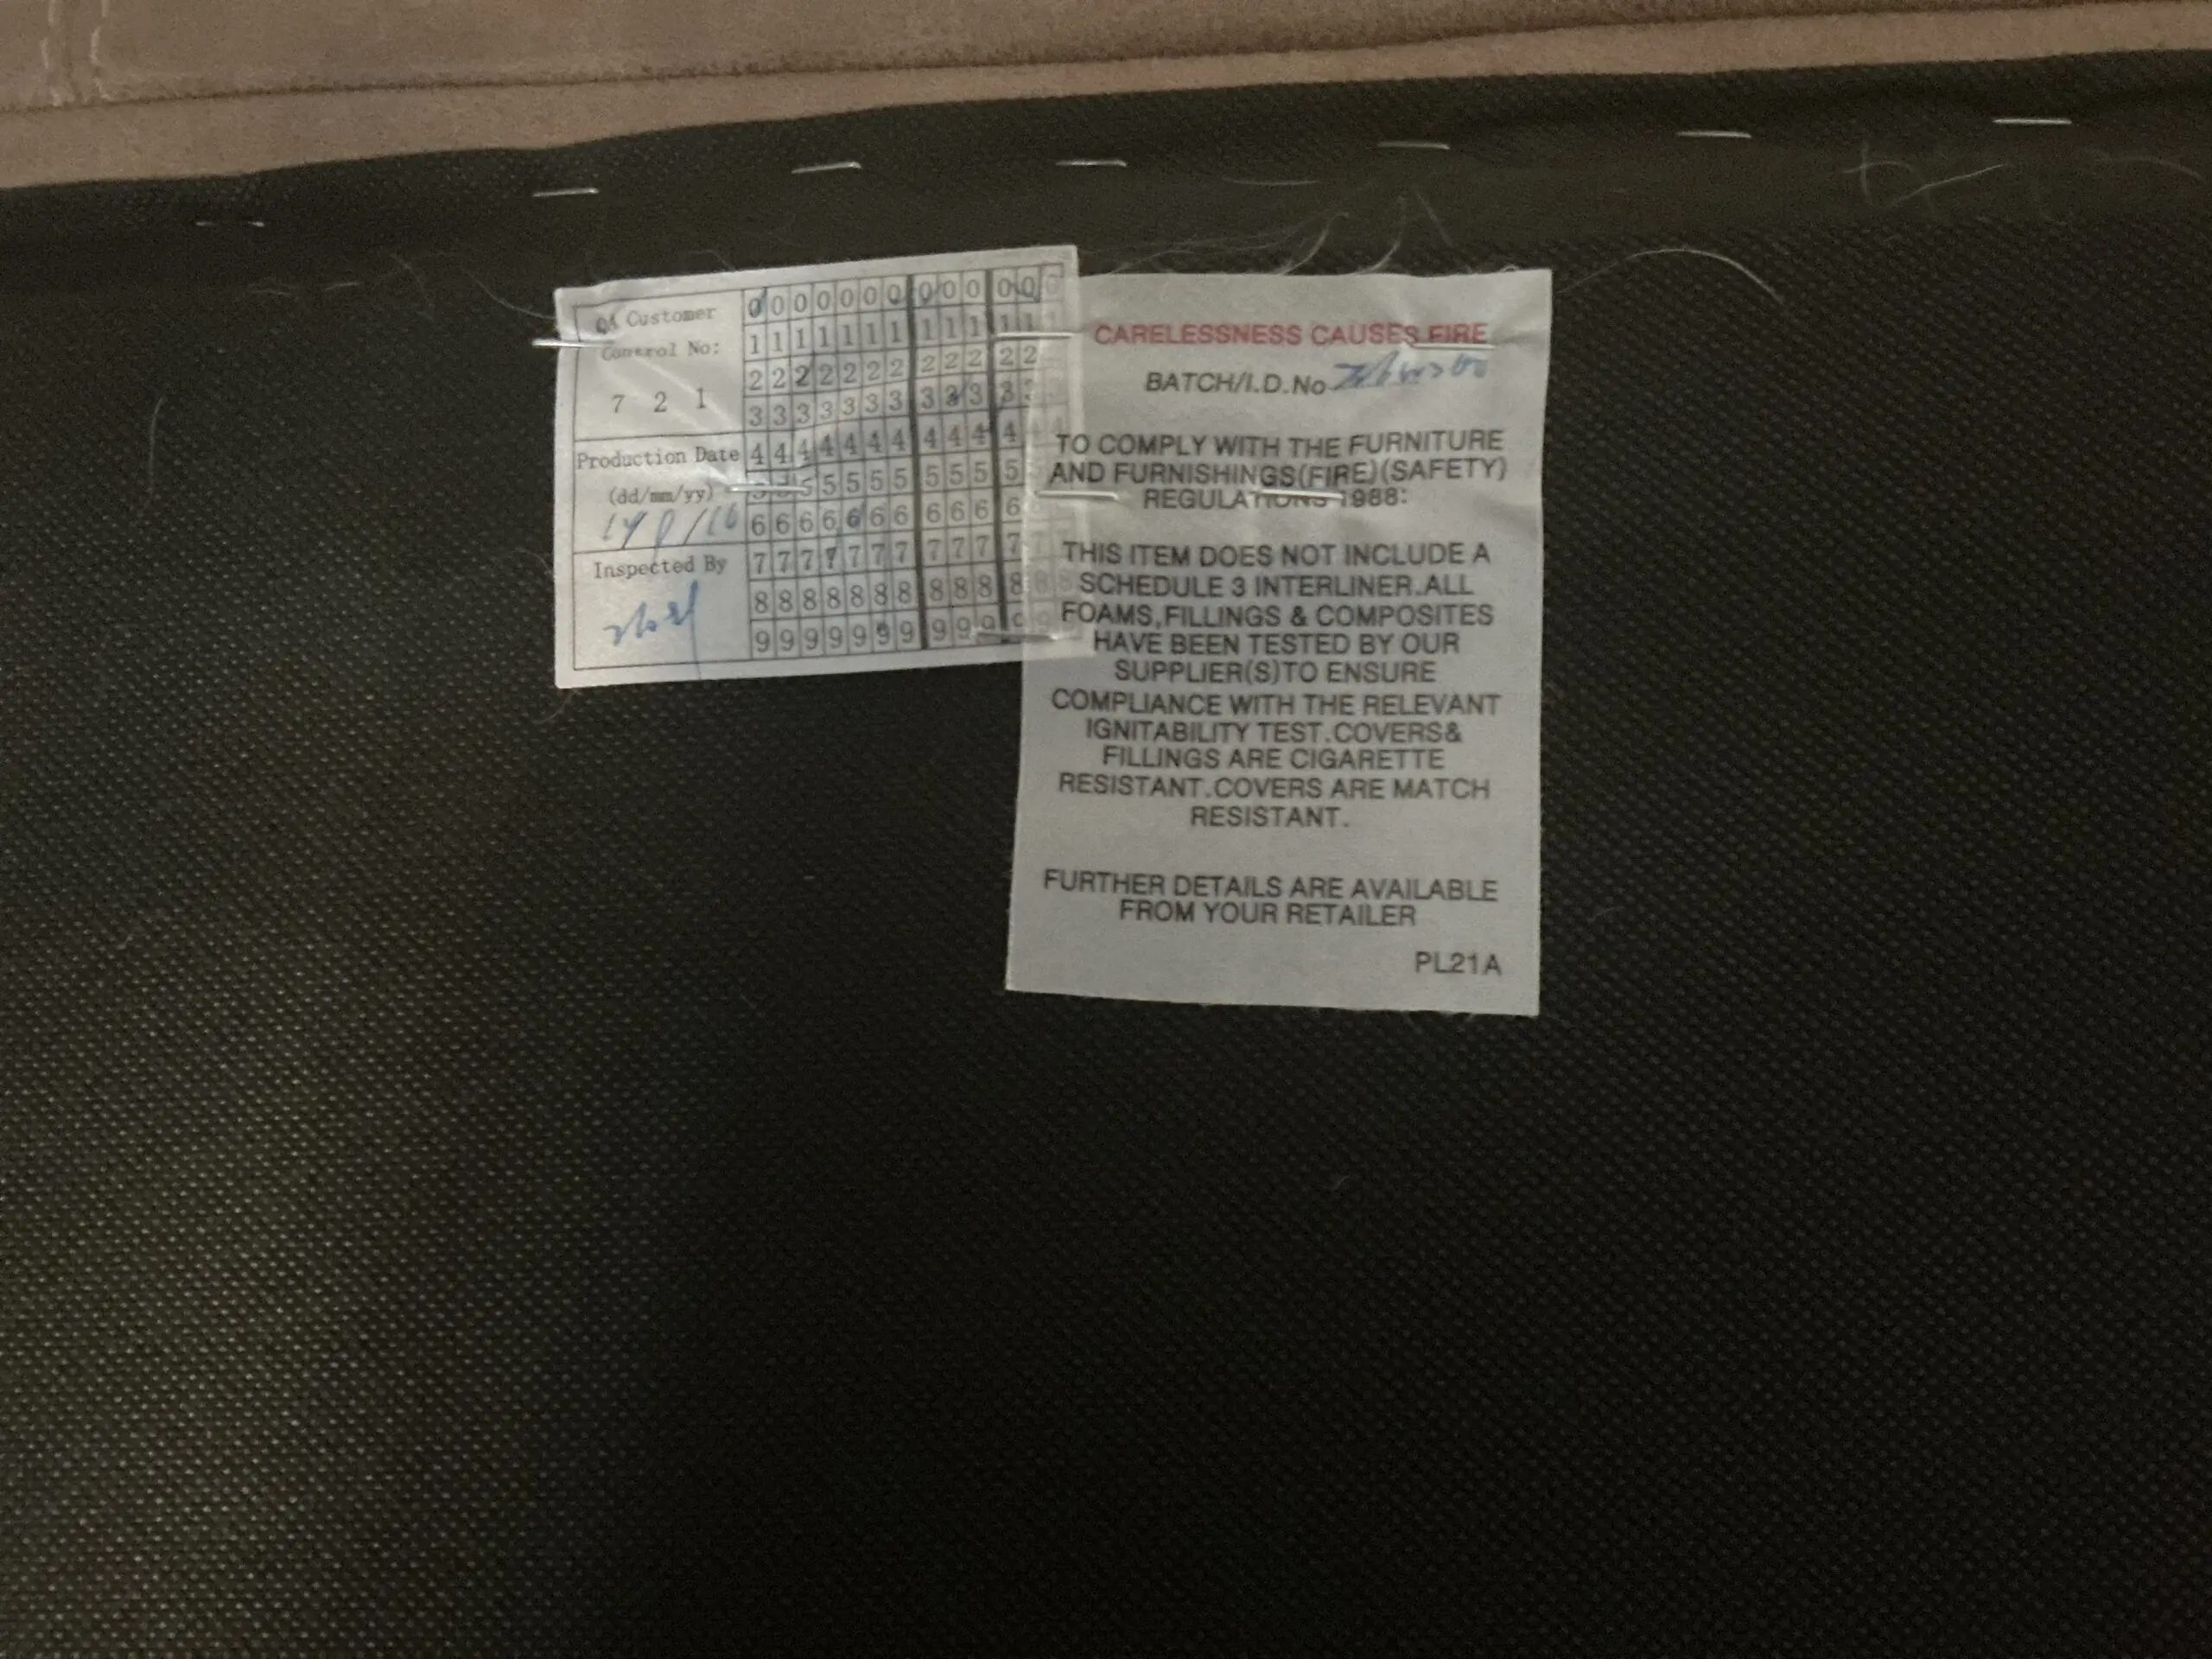 QA Customer
Control No:
7 2 1
Production Date
(dd/mm/yy)
Inspected By
0 0 0 0 0 0 0 0 0 0 0 0 0
1 1 1 1 1 1 1 1 1 1 1 1 1
2 2 2 2 2 2 2 2 2 2 2 2
3 3 3 3 3 3 3 3 3 3 3 3
4 4 4 4 4 4 4 4 4 4 4
5 5 5 5 5 5 5 5 5
6 6 6 6 6 6 6 6 6 6 6
7 7 7 7 7 7 7 7 7 7 7
8 8 8 8 8 8 8 8 8 8 8
9 9 9 9 9 9 9 9 9 9
CARELESSNESS CAUSES FIRE
BATCH/I.D.No
TO COMPLY WITH THE FURNITURE
AND FURNISHINGS(FIRE)(SAFETY)
REGULATIONS 1988:
THIS ITEM DOES NOT INCLUDE A
SCHEDULE 3 INTERLINER.ALL
FOAMS,FILLINGS & COMPOSITES
HAVE BEEN TESTED BY OUR
SUPPLIER(S)TO ENSURE
COMPLIANCE WITH THE RELEVANT
IGNITABILITY TEST.COVERS&
FILLINGS ARE CIGARETTE
RESISTANT.COVERS ARE MATCH
RESISTANT.
FURTHER DETAILS ARE AVAILABLE
FROM YOUR RETAILER
PL21A